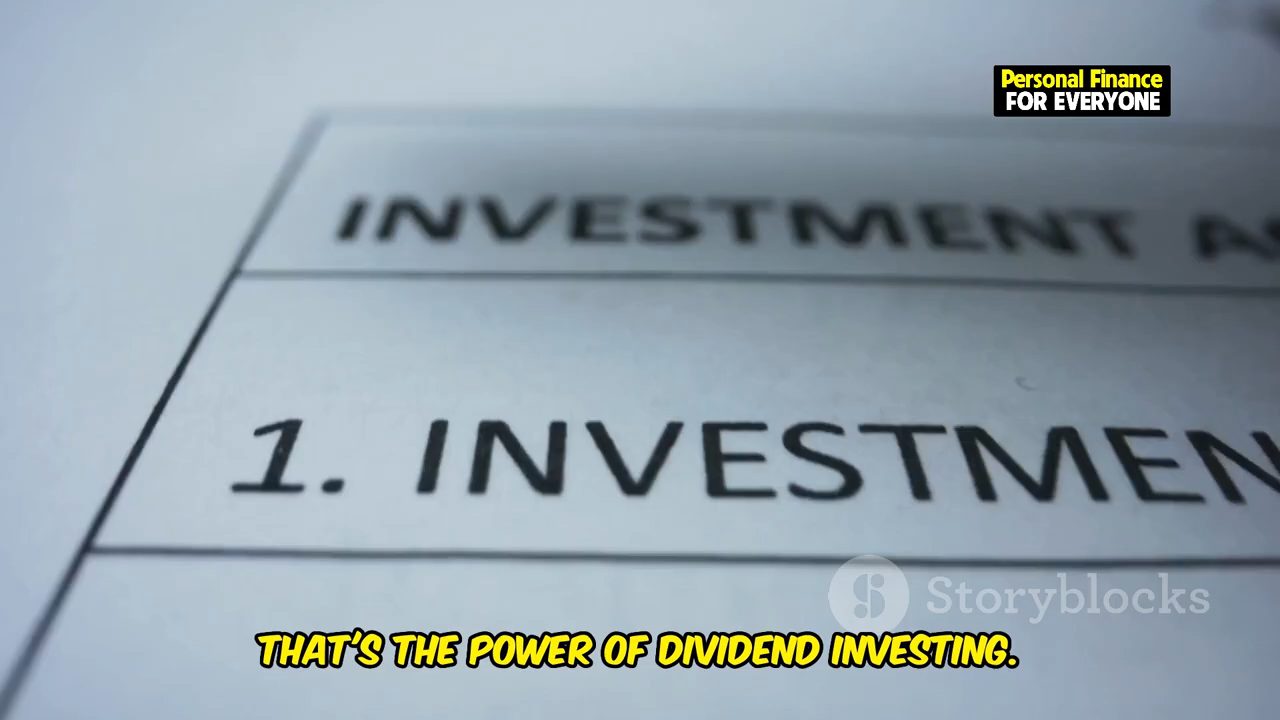 Personal Finance
FOR EVERYONE
INVESTMENT
1. INVESTMEN
Storyblocks
THAT'S THE POWER OF DIVIDEND INVESTING.